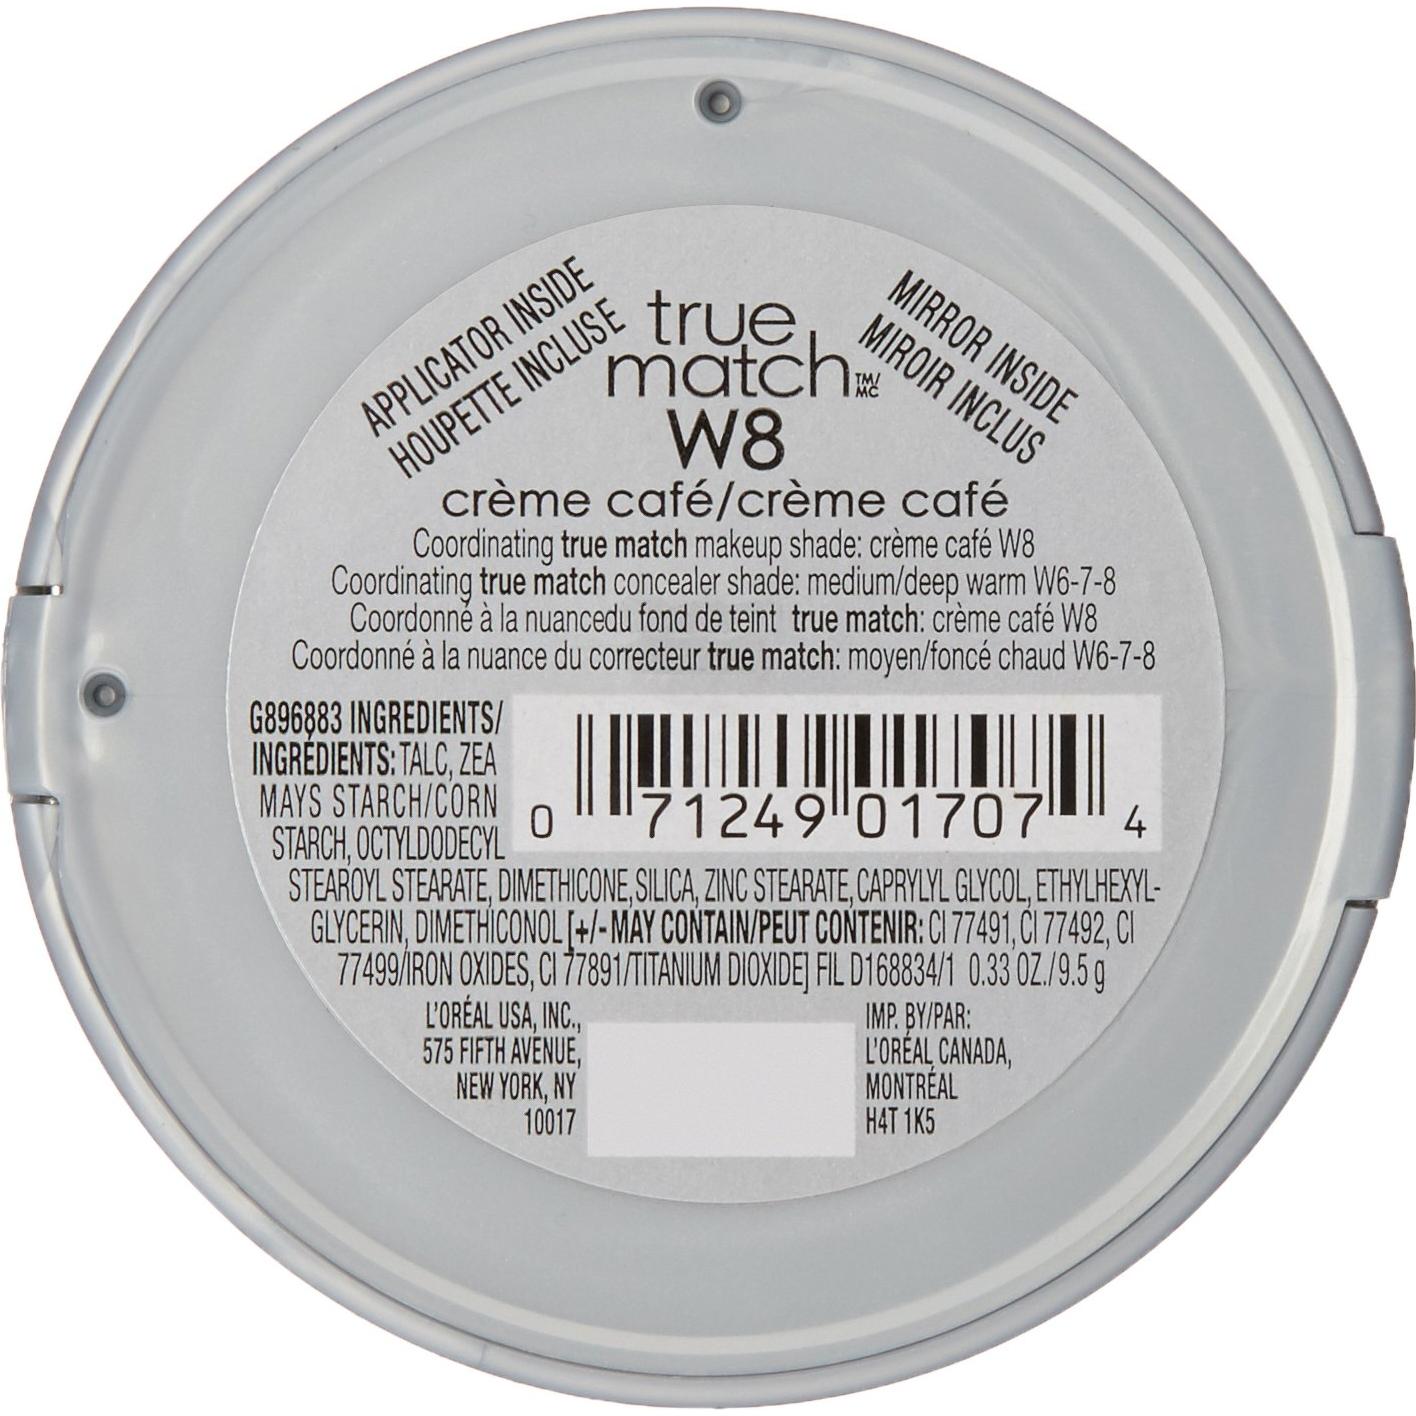 APPLICATOR INSIDE
HOUPETTE INCLUSE
true
match TM/MC
MIRROR INSIDE
MIROIR INCLUS
W8
crème café/crème café
Coordinating true match makeup shade: crème café W8
Coordinating true match concealer shade: medium/deep warm W6-7-8
Coordonné à la nuancedu fond de teint true match: crème café W8
Coordonné à la nuance du correcteur true match: moyen/foncé chaud W6-7-8
G896883 INGREDIENTS/
INGRÉDIENTS: TALC, ZEA
MAYS STARCH/CORN
STARCH, OCTYLDODECYL
0 71249 01707 4
STEAROYL STEARATE, DIMETHICONE, SILICA, ZINC STEARATE, CAPRYLYL GLYCOL, ETHYLHEXYL-
GLYCERIN, DIMETHICONOL [+/- MAY CONTAIN/PEUT CONTENIR: CI 77491, CI 77492, CI
77499/IRON OXIDES, CI 77891/TITANIUM DIOXIDE] FIL D168834/1 0.33 OZ./9.5 g
L'ORÉAL USA, INC.,
575 FIFTH AVENUE,
NEW YORK, NY
10017
IMP. BY/PAR:
L'ORÉAL CANADA,
MONTRÉAL
H4T 1K5